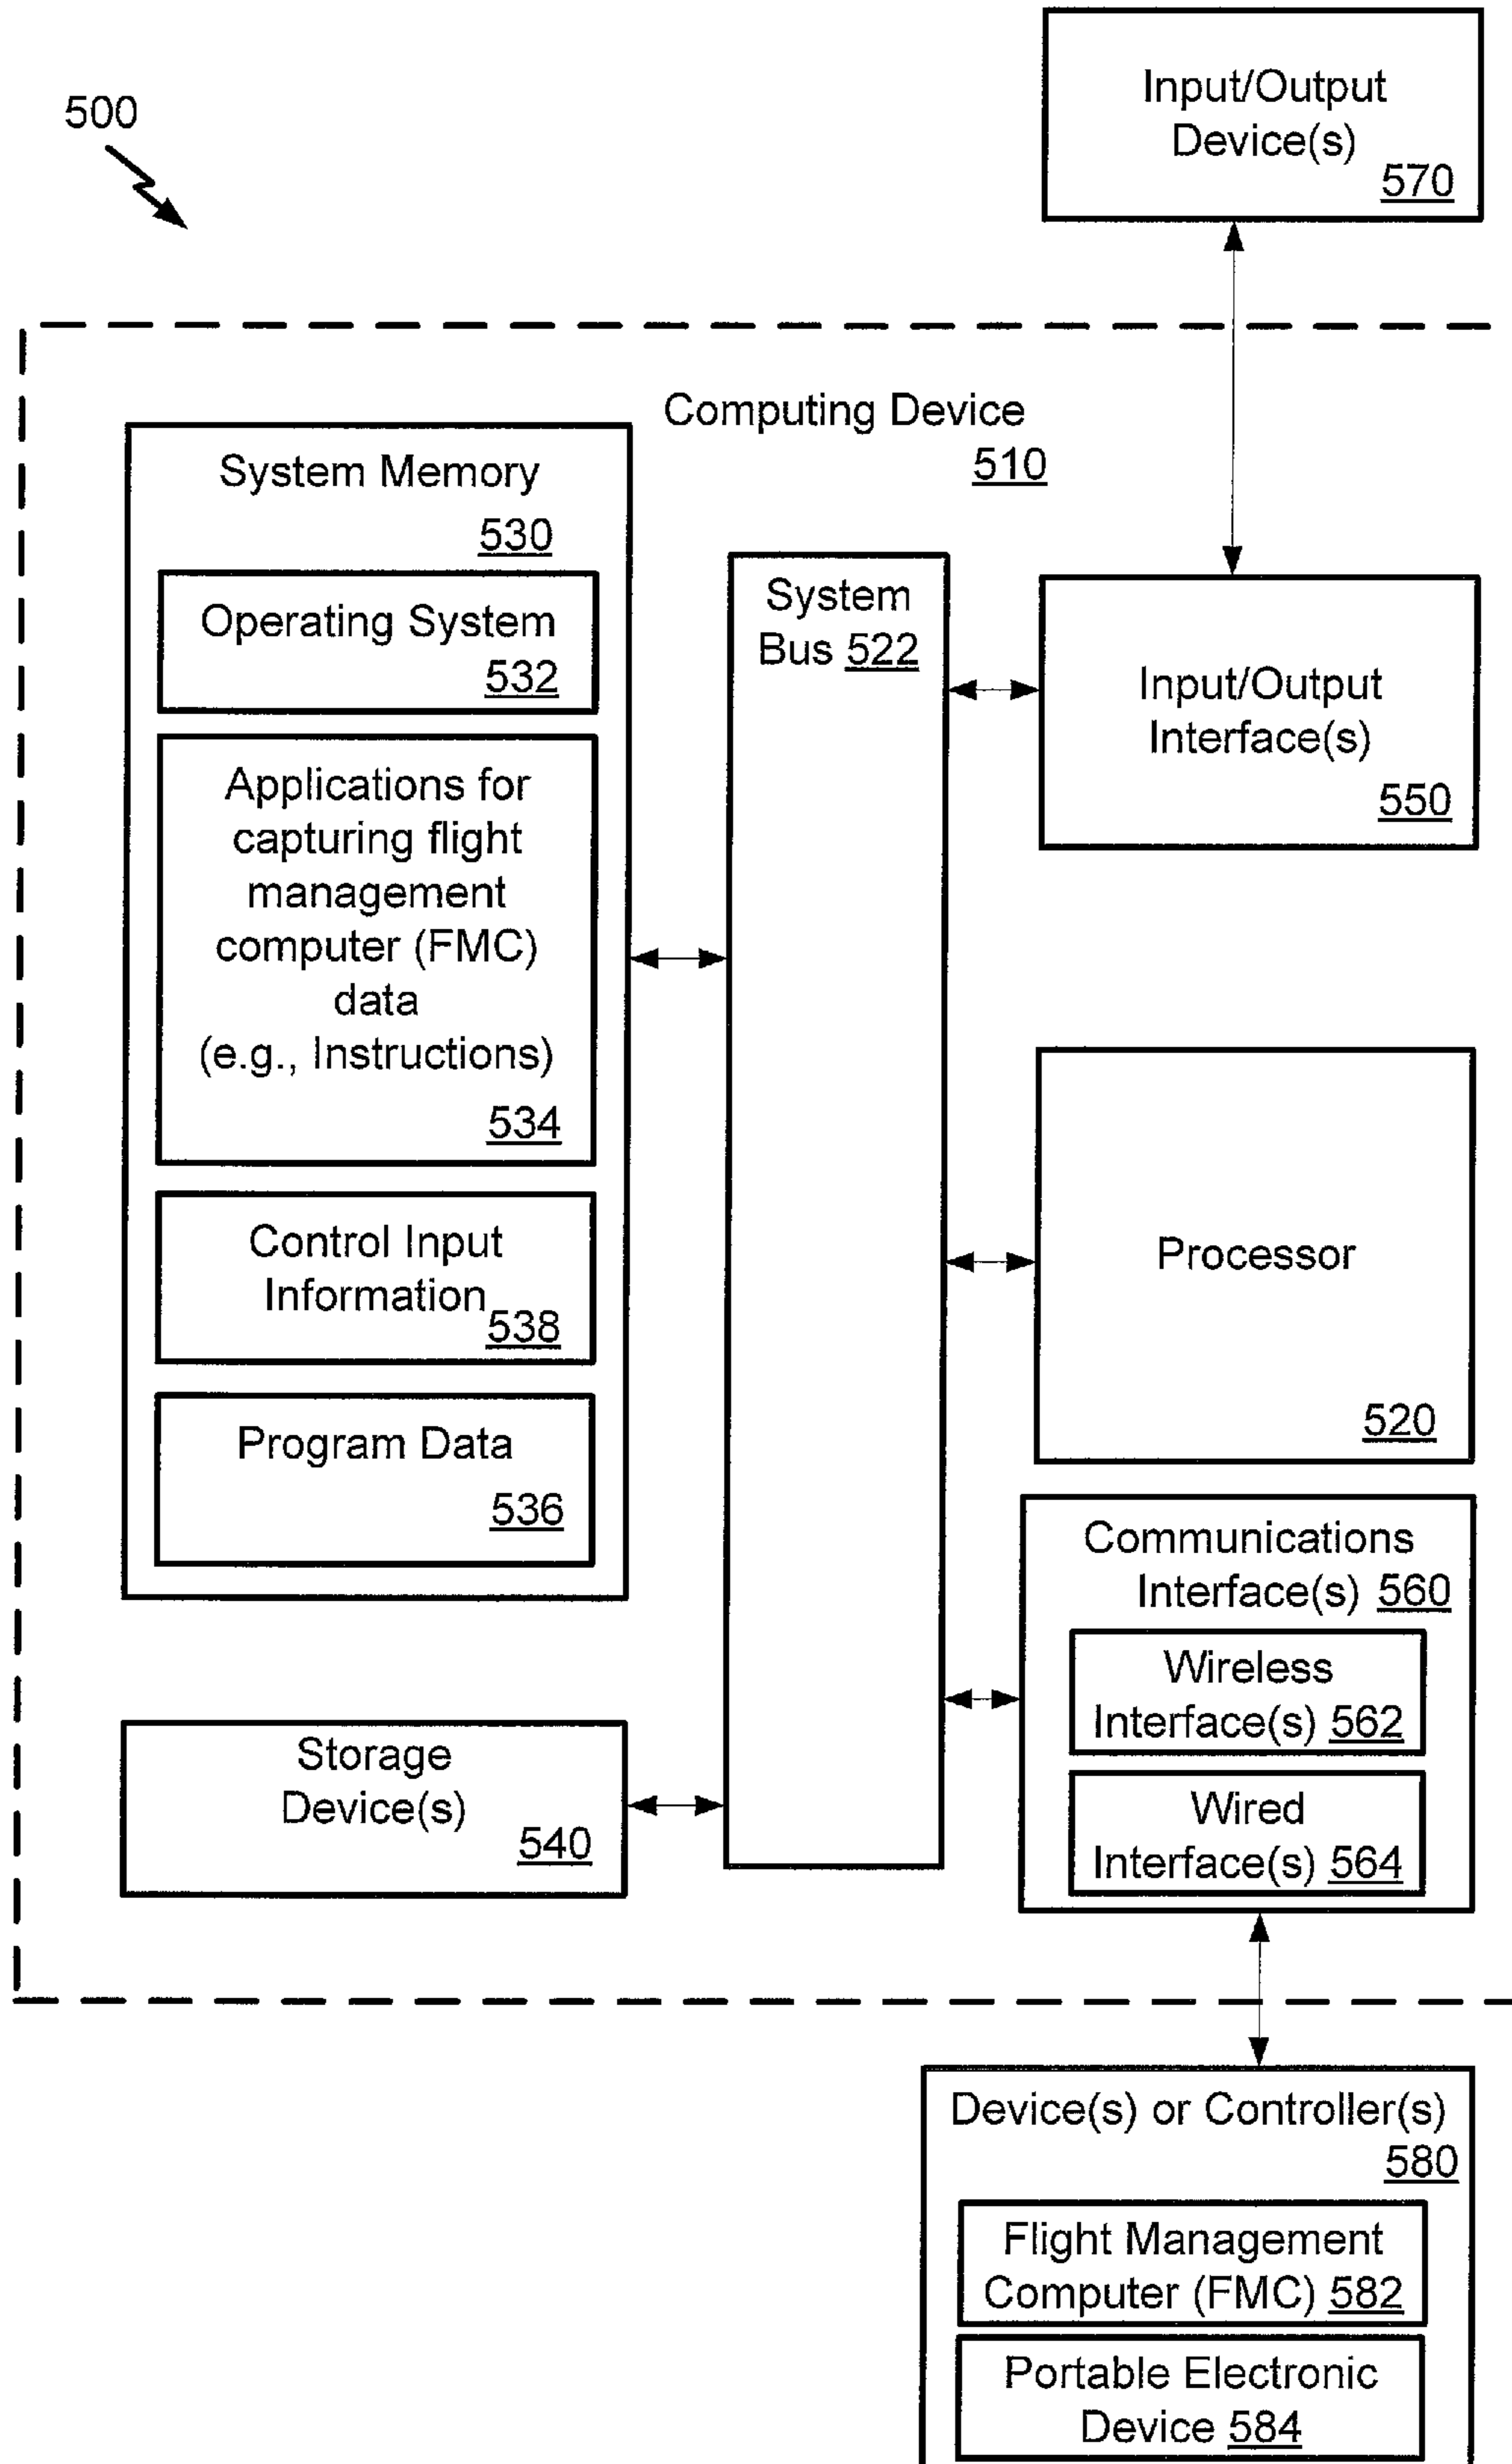 500
Input/Output
Device(s)
570
Computing Device
510
System Memory
530
Operating System
532
Applications for
capturing flight
management
computer (FMC)
data
(e.g., Instructions)
534
Control Input
Information
538
Program Data
536
Storage
Device(s)
540
System
Bus 522
Input/Output
Interface(s)
550
Processor
520
Communications
Interface(s) 560
Wireless
Interface(s) 562
Wired
Interface(s) 564
Device(s) or Controller(s)
580
Flight Management
Computer (FMC) 582
Portable Electronic
Device 584